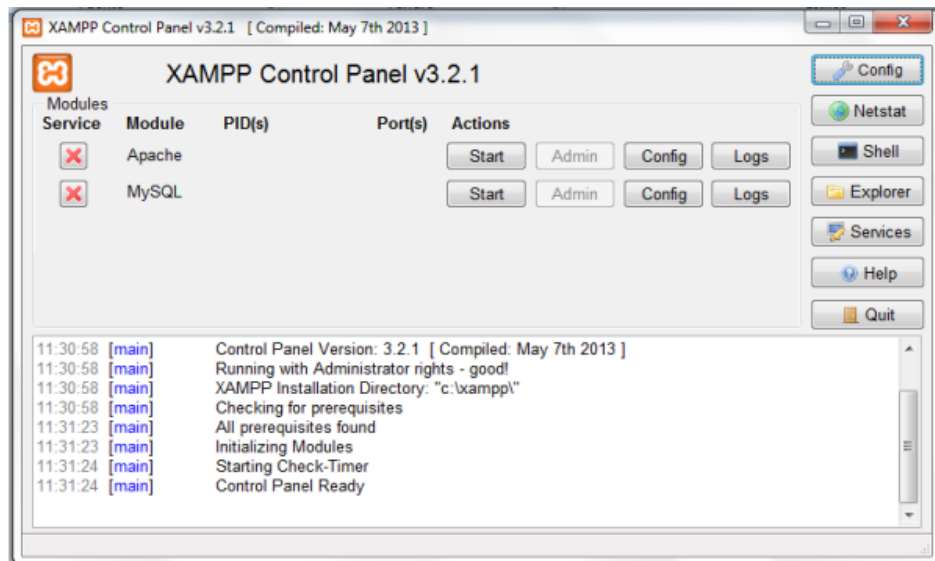 XAMPP Control Panel v3.2.1 [ Compiled: May 7th 2013 ]
XAMPP Control Panel v3.2.1
Config
Modules
Service Module PID(s) Port(s) Actions
Netstat
Apache Start Admin Config Logs
Shell
MySQL Start Admin Config Logs
Explorer
Services
Help
Quit
11:30:58 [main] Control Panel Version: 3.2.1 [ Compiled: May 7th 2013 ]
11:30:58 [main] Running with Administrator rights - good!
11:30:58 [main] XAMPP Installation Directory: "c:\xampp\"
11:30:58 [main] Checking for prerequisites
11:31:23 [main] All prerequisites found
11:31:23 [main] Initializing Modules
11:31:24 [main] Starting Check-Timer
11:31:24 [main] Control Panel Ready